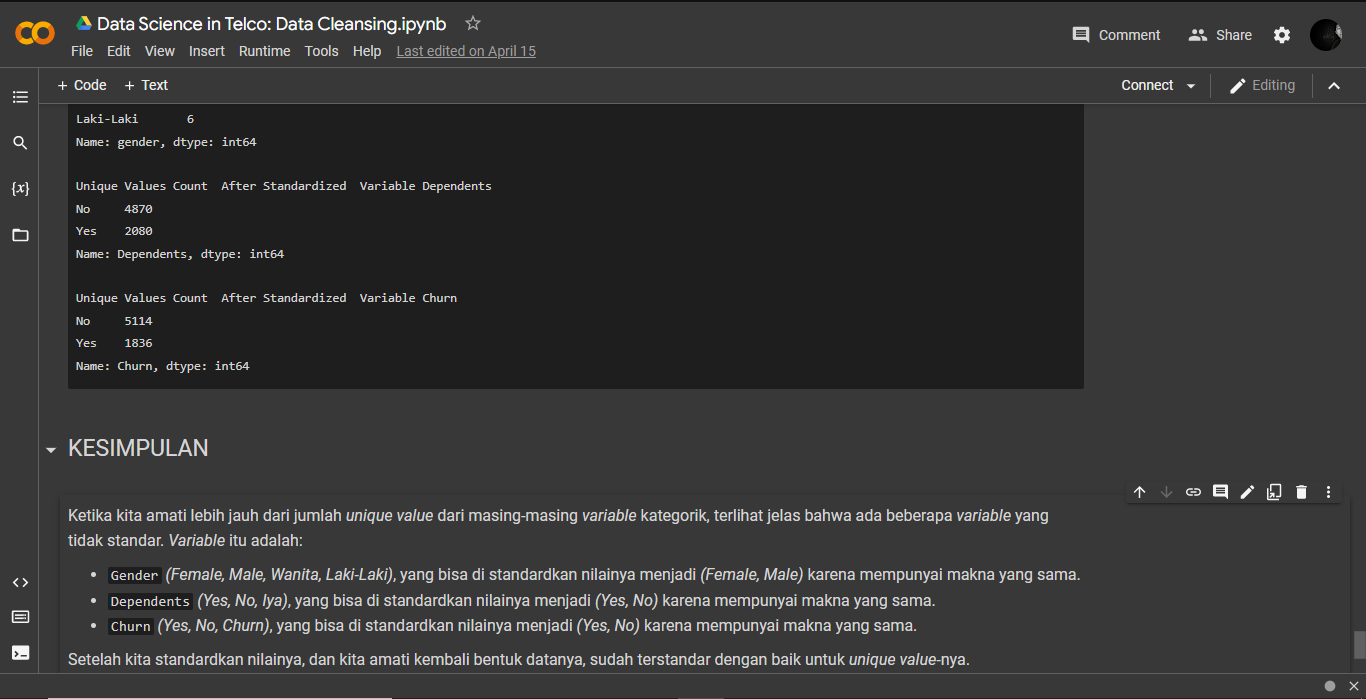 Data Science in Telco: Data Cleansing.ipynb
File Edit View Insert Runtime Tools Help Last edited on April 15
Comment Share
+ Code + Text
Connect Editing
{x}
Laki-Laki 6
Name: gender, dtype: int64
Unique Values Count After Standardized Variable Dependents
No 4870
Yes 2080
Name: Dependents, dtype: int64
Unique Values Count After Standardized Variable Churn
No 5114
Yes 1836
Name: Churn, dtype: int64
KESIMPULAN
Ketika kita amati lebih jauh dari jumlah unique value dari masing-masing variable kategorik, terlihat jelas bahwa ada beberapa variable yang
tidak standar. Variable itu adalah:
• Gender (Female, Male, Wanita, Laki-Laki), yang bisa di standardkan nilainya menjadi (Female, Male) karena mempunyai makna yang sama.
• Dependents (Yes, No, Iya), yang bisa di standardkan nilainya menjadi (Yes, No) karena mempunyai makna yang sama.
• Churn (Yes, No, Churn), yang bisa di standardkan nilainya menjadi (Yes, No) karena mempunyai makna yang sama.
Setelah kita standardkan nilainya, dan kita amati kembali bentuk datanya, sudah terstandar dengan baik untuk unique value-nya.